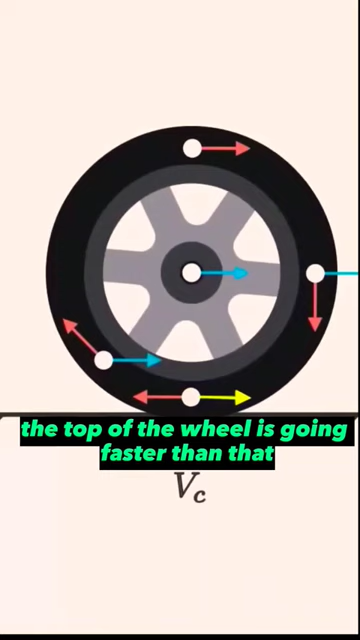 the top of the wheel is going
faster than that
Vc